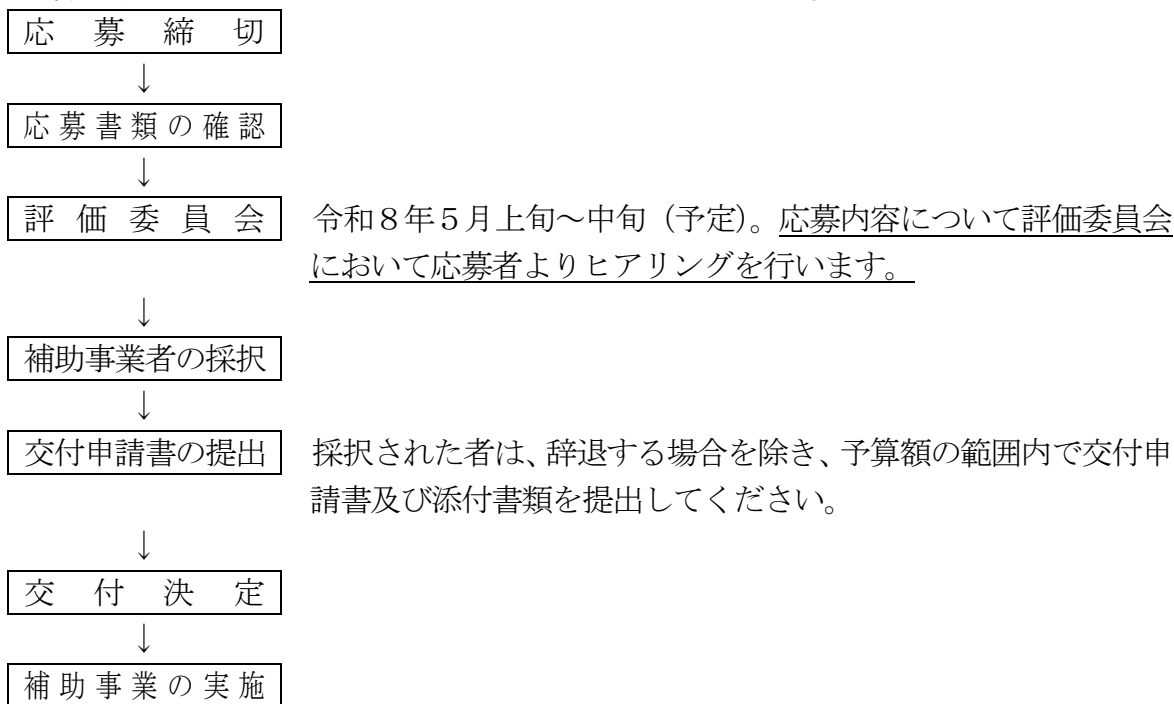 応募締切
↓
応募書類の確認
↓
評価委員会　令和８年５月上旬～中旬（予定）。応募内容について評価委員会
において応募者よりヒアリングを行います。
↓
補助事業者の採択
↓
交付申請書の提出　採択された者は、辞退する場合を除き、予算額の範囲内で交付申
請書及び添付書類を提出してください。
↓
交付決定
↓
補助事業の実施